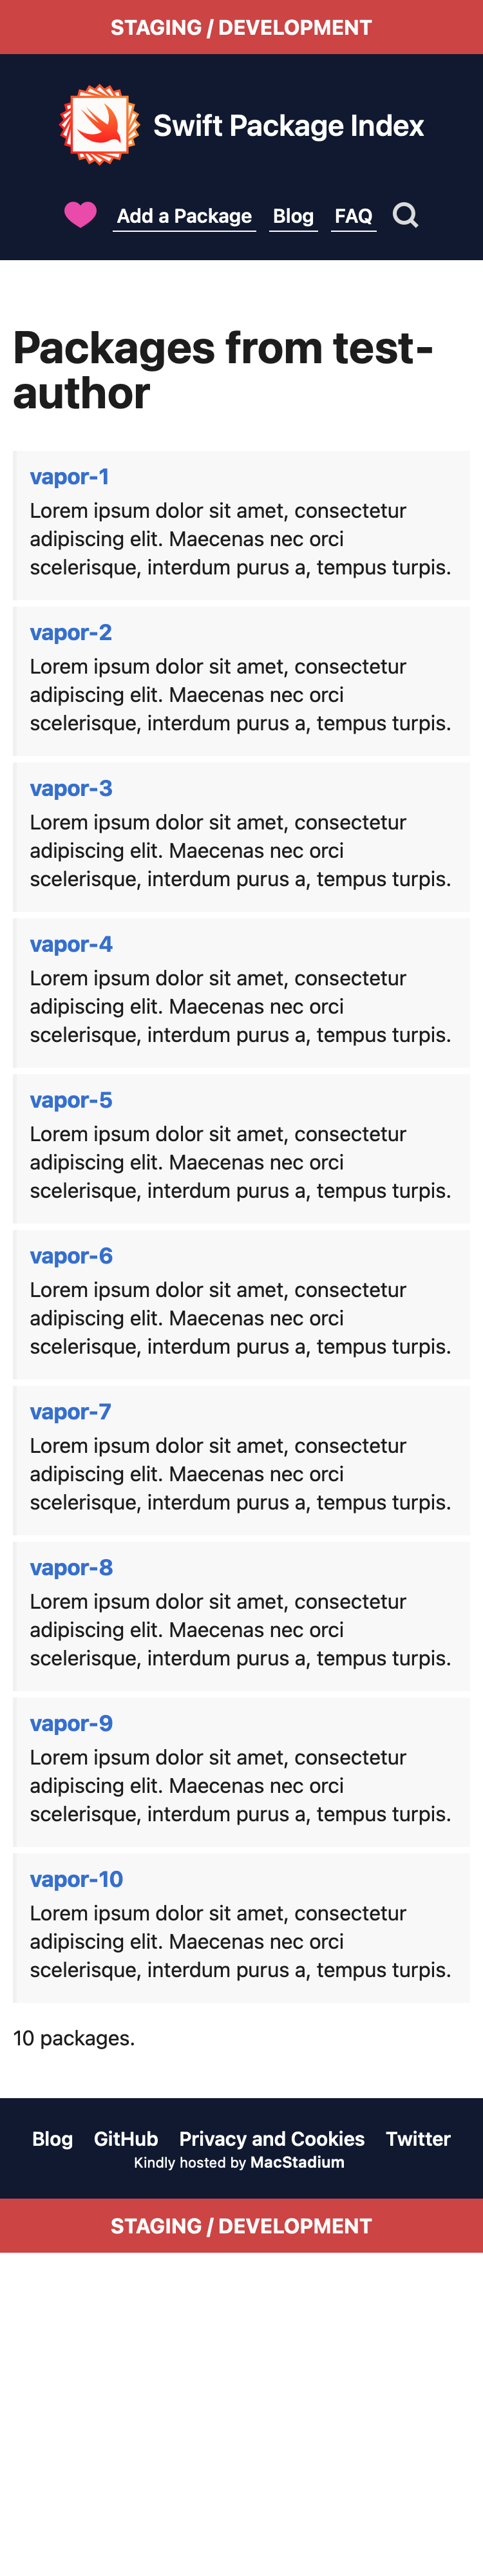 STAGING / DEVELOPMENT
Swift Package Index
Add a Package Blog FAQ
Packages from test-
author
vapor-1
Lorem ipsum dolor sit amet, consectetur
adipiscing elit. Maecenas nec orci
scelerisque, interdum purus a, tempus turpis.
vapor-2
Lorem ipsum dolor sit amet, consectetur
adipiscing elit. Maecenas nec orci
scelerisque, interdum purus a, tempus turpis.
vapor-3
Lorem ipsum dolor sit amet, consectetur
adipiscing elit. Maecenas nec orci
scelerisque, interdum purus a, tempus turpis.
vapor-4
Lorem ipsum dolor sit amet, consectetur
adipiscing elit. Maecenas nec orci
scelerisque, interdum purus a, tempus turpis.
vapor-5
Lorem ipsum dolor sit amet, consectetur
adipiscing elit. Maecenas nec orci
scelerisque, interdum purus a, tempus turpis.
vapor-6
Lorem ipsum dolor sit amet, consectetur
adipiscing elit. Maecenas nec orci
scelerisque, interdum purus a, tempus turpis.
vapor-7
Lorem ipsum dolor sit amet, consectetur
adipiscing elit. Maecenas nec orci
scelerisque, interdum purus a, tempus turpis.
vapor-8
Lorem ipsum dolor sit amet, consectetur
adipiscing elit. Maecenas nec orci
scelerisque, interdum purus a, tempus turpis.
vapor-9
Lorem ipsum dolor sit amet, consectetur
adipiscing elit. Maecenas nec orci
scelerisque, interdum purus a, tempus turpis.
vapor-10
Lorem ipsum dolor sit amet, consectetur
adipiscing elit. Maecenas nec orci
scelerisque, interdum purus a, tempus turpis.
10 packages.
Blog GitHub Privacy and Cookies Twitter
Kindly hosted by MacStadium
STAGING / DEVELOPMENT